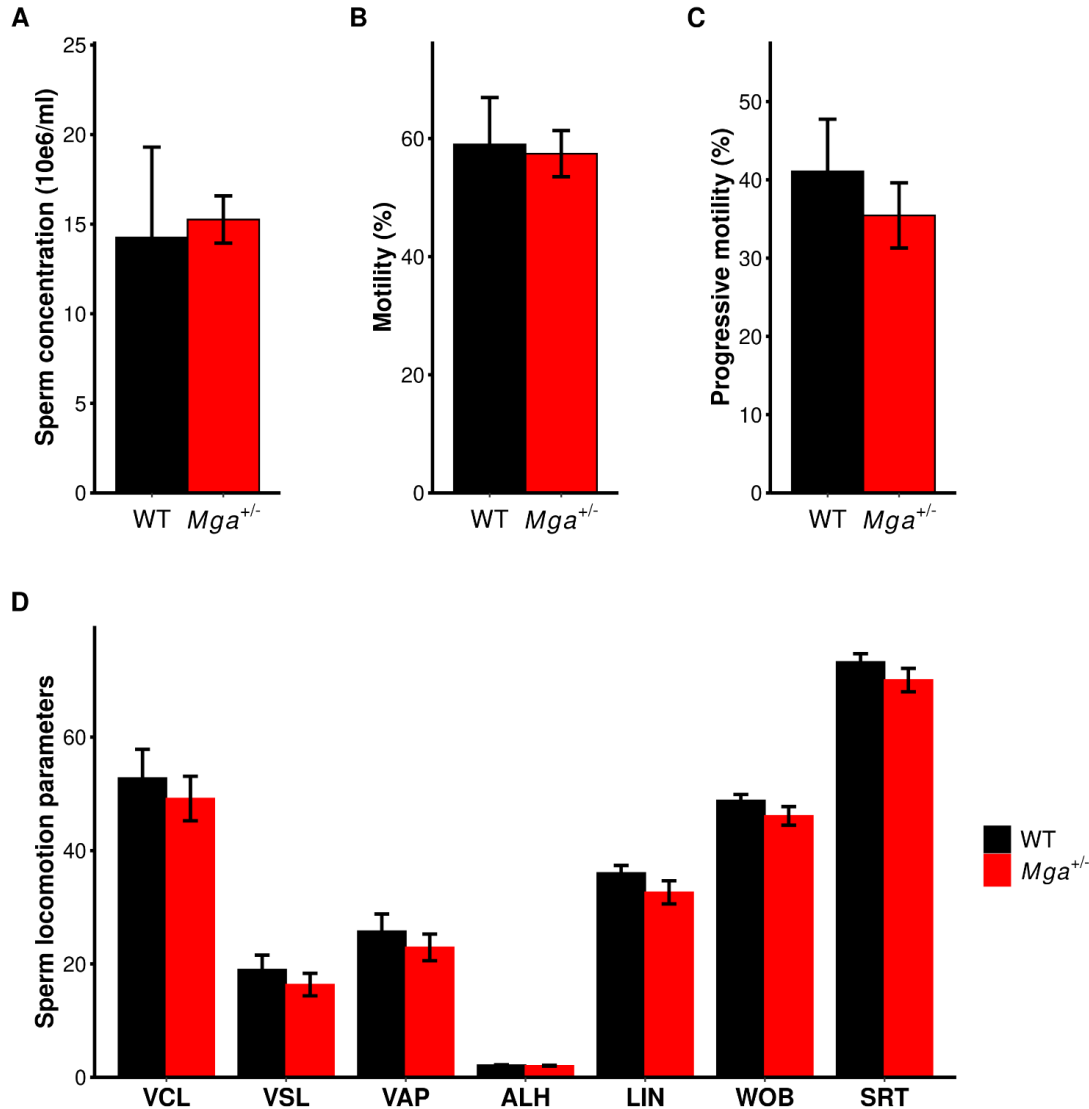 A
B
C
Sperm concentration (10e6/ml)
25
20
15
10
5
0
WT Mga+/-
Motility (%)
60
40
20
0
WT Mga+/-
Progressive motility (%)
50
40
30
20
10
0
WT Mga+/-
D
Sperm locomotion parameters
60
40
20
0
VCL VSL VAP ALH LIN WOB SRT
WT
Mga+/-